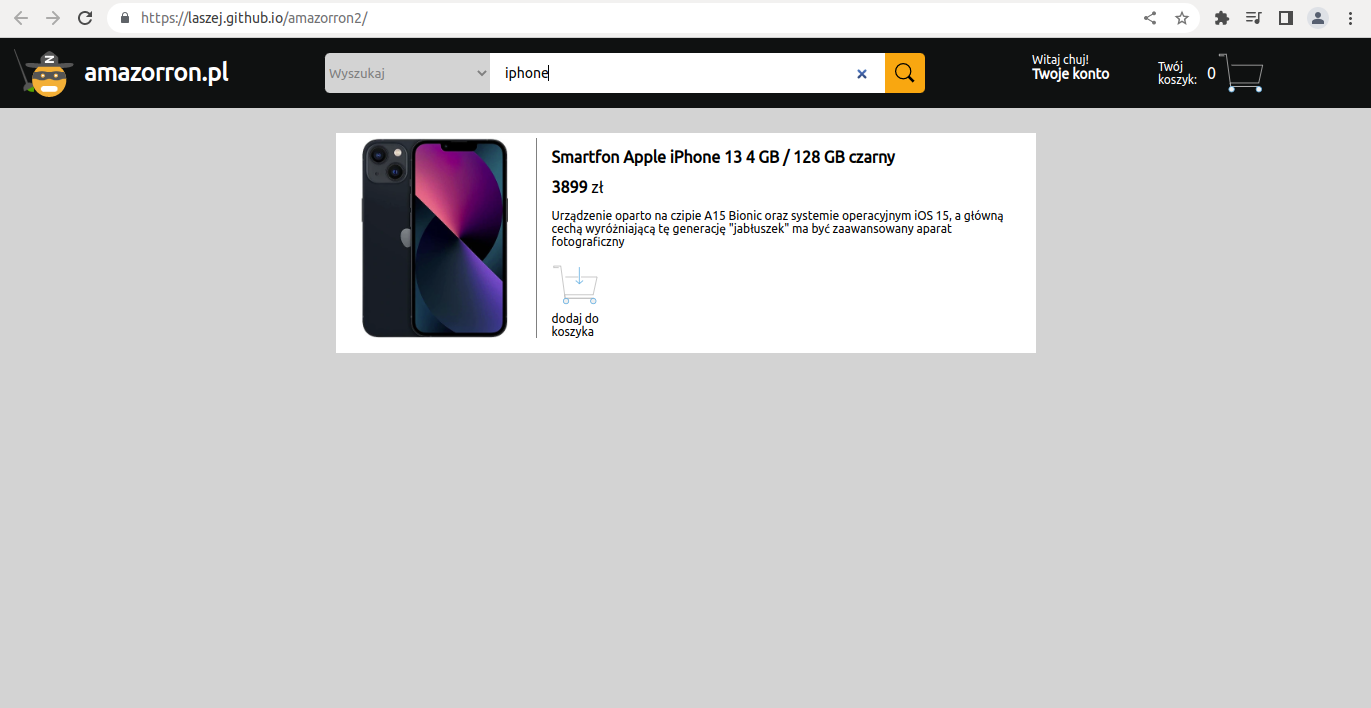 https://laszej.github.io/amazorron2/
N
amazorron.pl
Wyszukaj
iphone
Witaj chuj!
Twoje konto
Twój
koszyk:
0
Smartfon Apple iPhone 13 4 GB / 128 GB czarny
3899 zł
Urządzenie oparto na czipie A15 Bionic oraz systemie operacyjnym iOS 15, a główną
cechą wyróżniającą tę generację "jabłuszek" ma być zaawansowany aparat
fotograficzny
dodaj do
koszyka